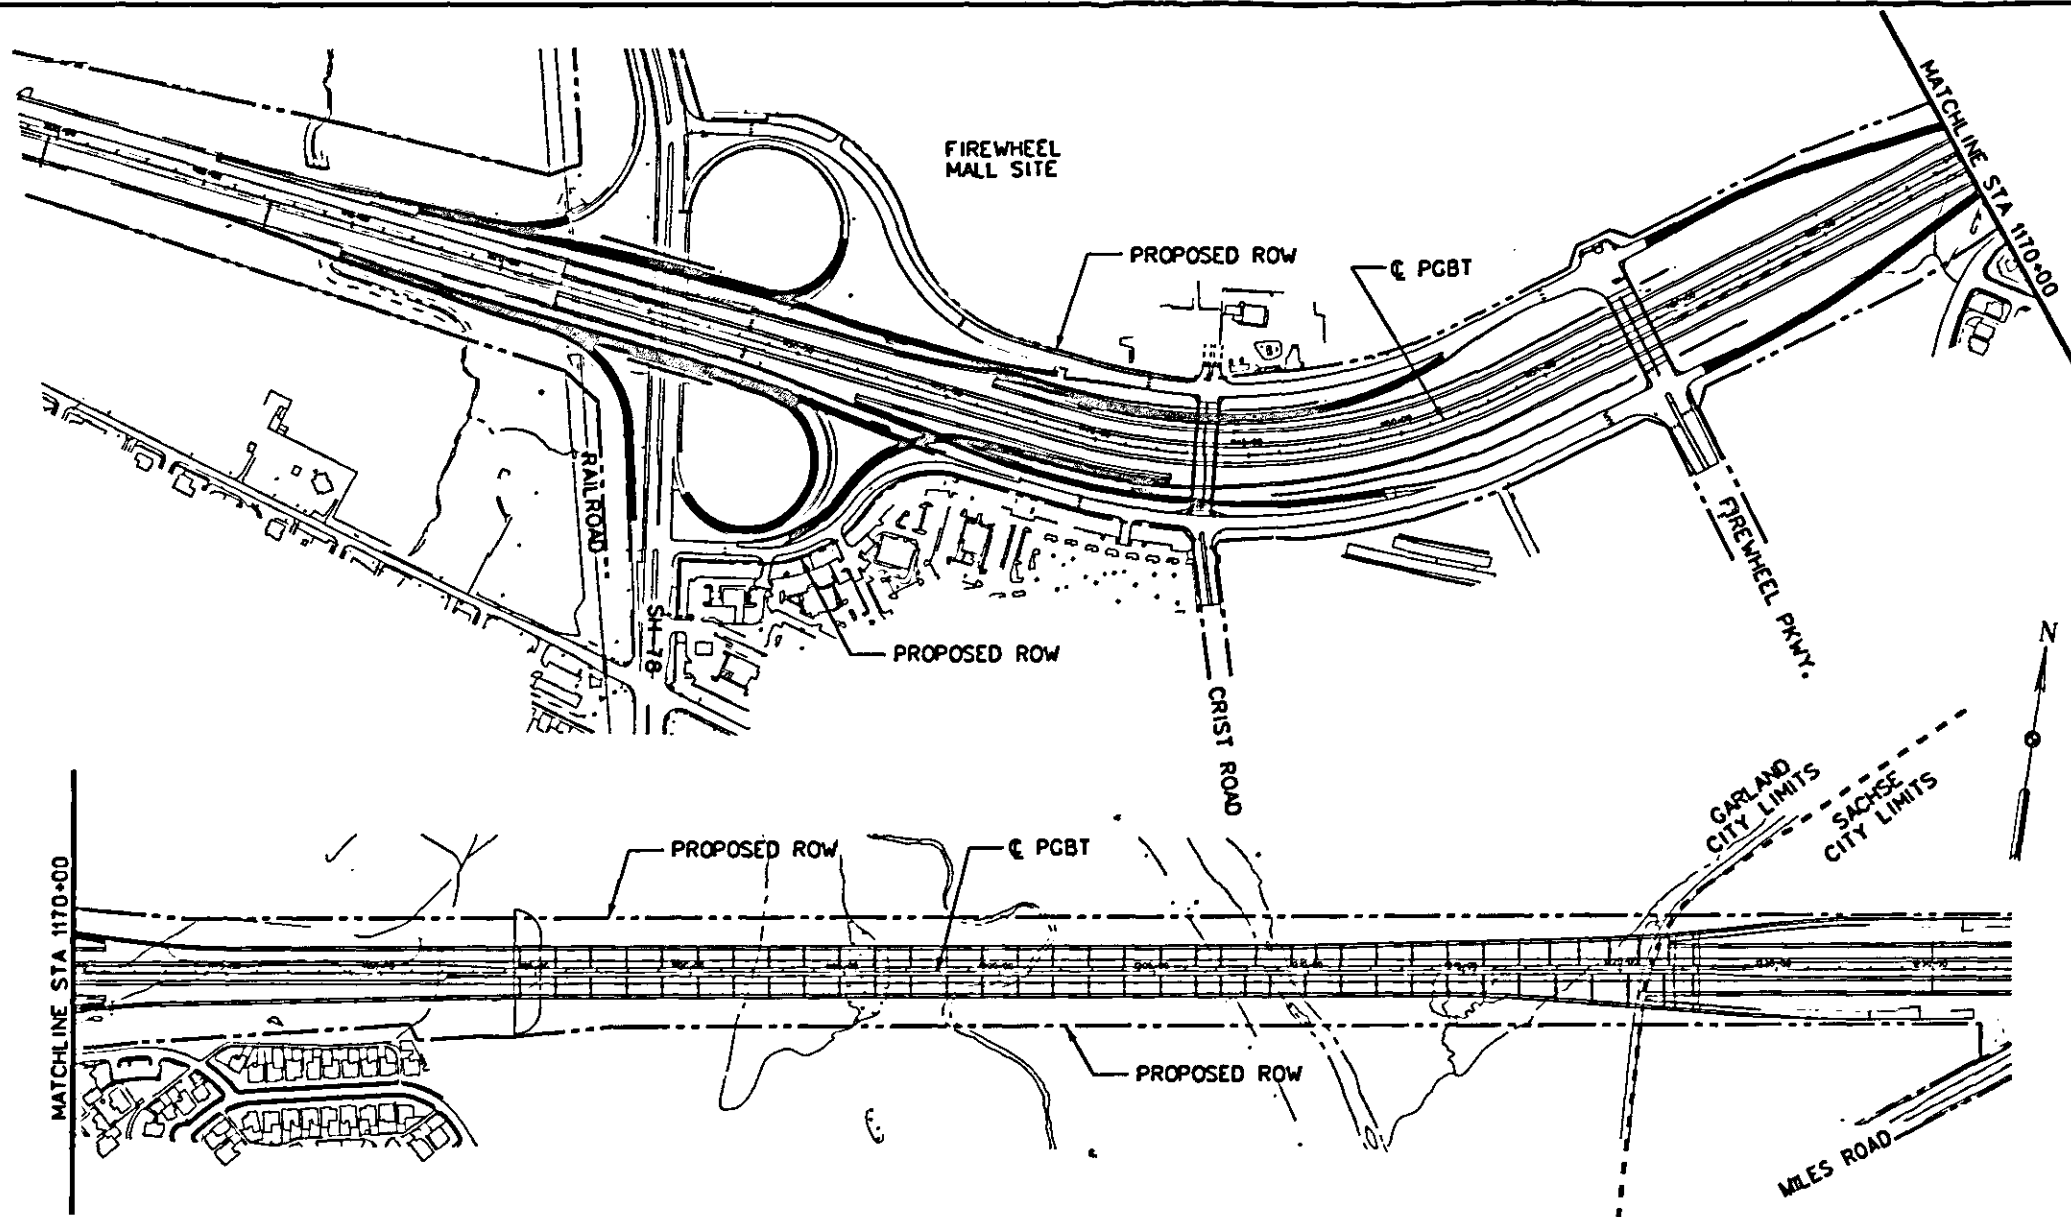 FIREWHEEL
MALL SITE
MATCHLINE STA 1170+00
PROPOSED ROW
℄ PGBT
RAILROAD
SH-78
PROPOSED ROW
CRIST ROAD
FIREWHEEL PKWY.
N
MATCHLINE STA 1170+00
PROPOSED ROW
℄ PGBT
GARLAND
CITY LIMITS
SACHSE
CITY LIMITS
PROPOSED ROW
MILES ROAD